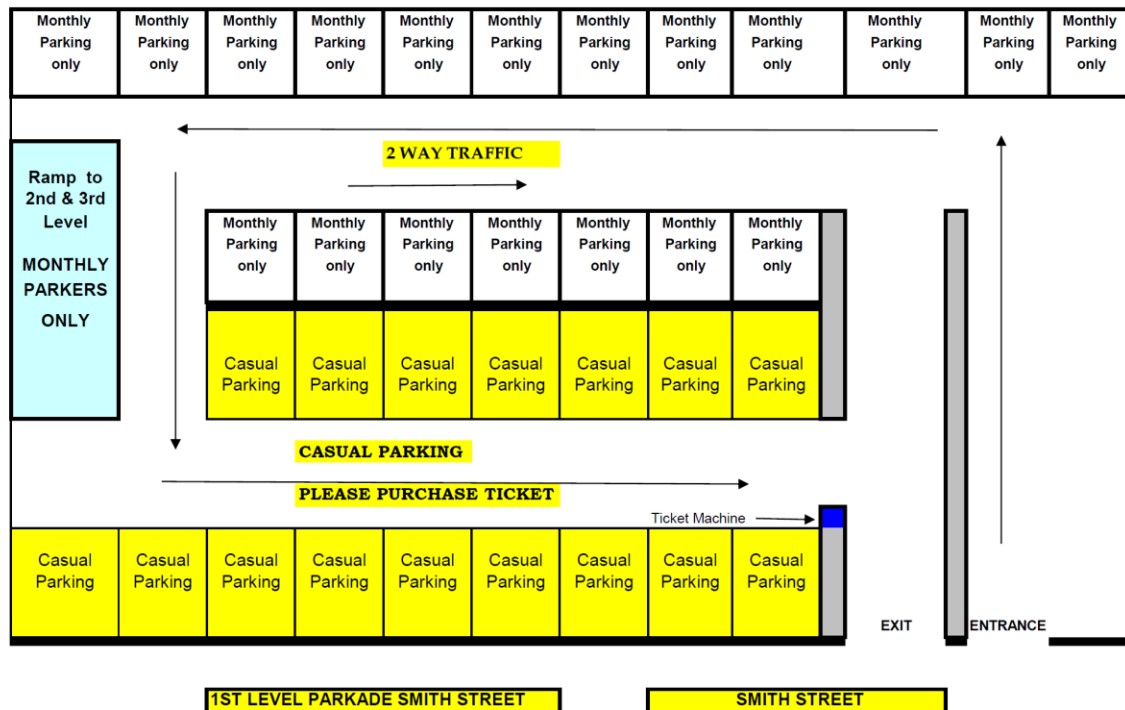 Monthly Monthly Monthly Monthly Monthly Monthly Monthly Monthly Monthly Monthly Monthly Monthly
Parking Parking Parking Parking Parking Parking Parking Parking Parking Parking Parking Parking
only only only only only only only only only only only only
2 WAY TRAFFIC
Ramp to
2nd & 3rd
Level
MONTHLY
PARKERS
ONLY
Monthly Monthly Monthly Monthly Monthly Monthly Monthly
Parking Parking Parking Parking Parking Parking Parking
only only only only only only only
Casual Casual Casual Casual Casual Casual Casual
Parking Parking Parking Parking Parking Parking Parking
CASUAL PARKING
PLEASE PURCHASE TICKET
Ticket Machine
Casual Casual Casual Casual Casual Casual Casual Casual Casual
Parking Parking Parking Parking Parking Parking Parking Parking Parking
EXIT ENTRANCE
1ST LEVEL PARKADE SMITH STREET SMITH STREET